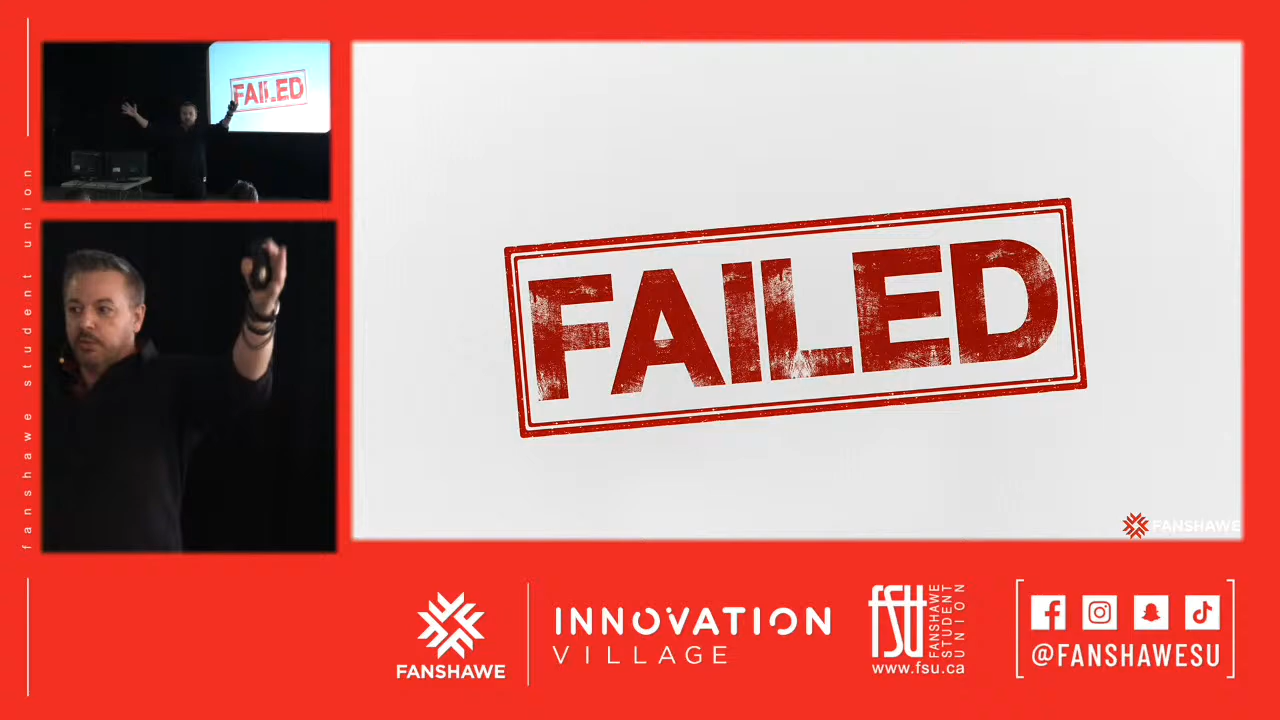 fanshawe student union
FAILED
FAILED
FANSHAWE
FANSHAWE
INNOVATION
VILLAGE
fsu
FANSHAWE
STUDENT
UNION
www.fsu.ca
@FANSHAWESU